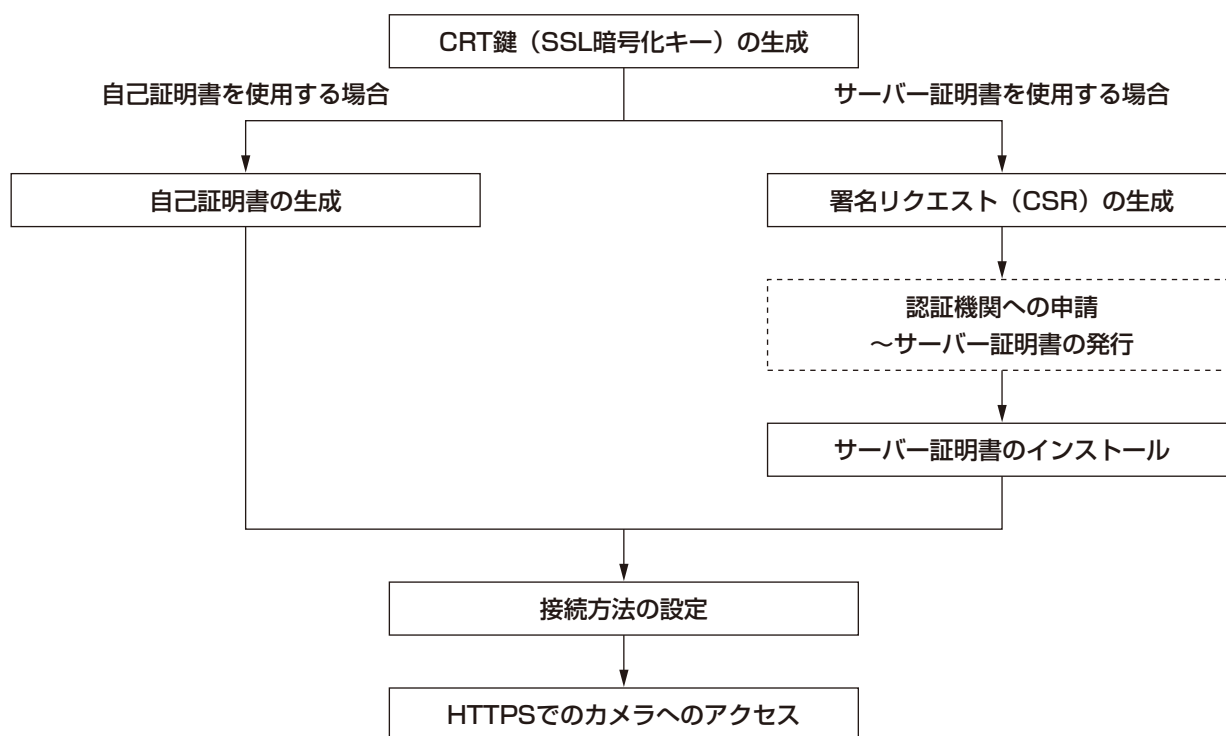 CRT鍵（SSL暗号化キー）の生成
自己証明書を使用する場合
サーバー証明書を使用する場合
自己証明書の生成
署名リクエスト（CSR）の生成
認証機関への申請
～サーバー証明書の発行
サーバー証明書のインストール
接続方法の設定
HTTPSでのカメラへのアクセス